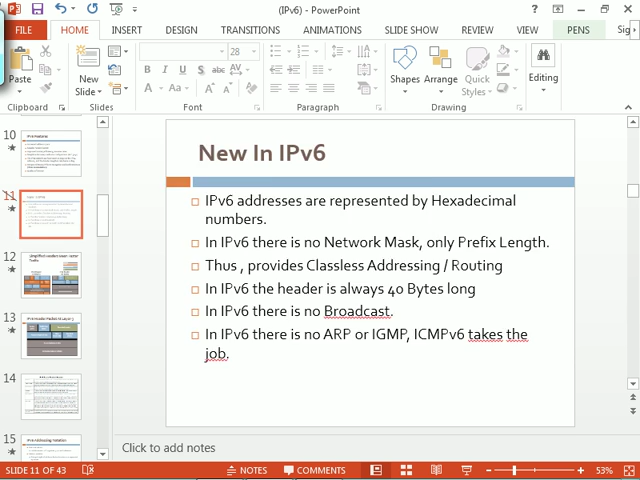 (IPv6) - PowerPoint
FILE HOME INSERT DESIGN TRANSITIONS ANIMATIONS SLIDE SHOW REVIEW VIEW PENS Sig
28
Paste New Slide Shapes Arrange Quick Styles Editing
B I U S abc AV
A Aa A A
Clipboard Slides Font Paragraph Drawing
10
11
12
13
14
15
New In IPv6
IPv6 addresses are represented by Hexadecimal
numbers.
In IPv6 there is no Network Mask, only Prefix Length.
Thus , provides Classless Addressing / Routing
In IPv6 the header is always 40 Bytes long
In IPv6 there is no Broadcast.
In IPv6 there is no ARP or IGMP, ICMPv6 takes the
job.
Click to add notes
SLIDE 11 OF 43 NOTES COMMENTS 53%